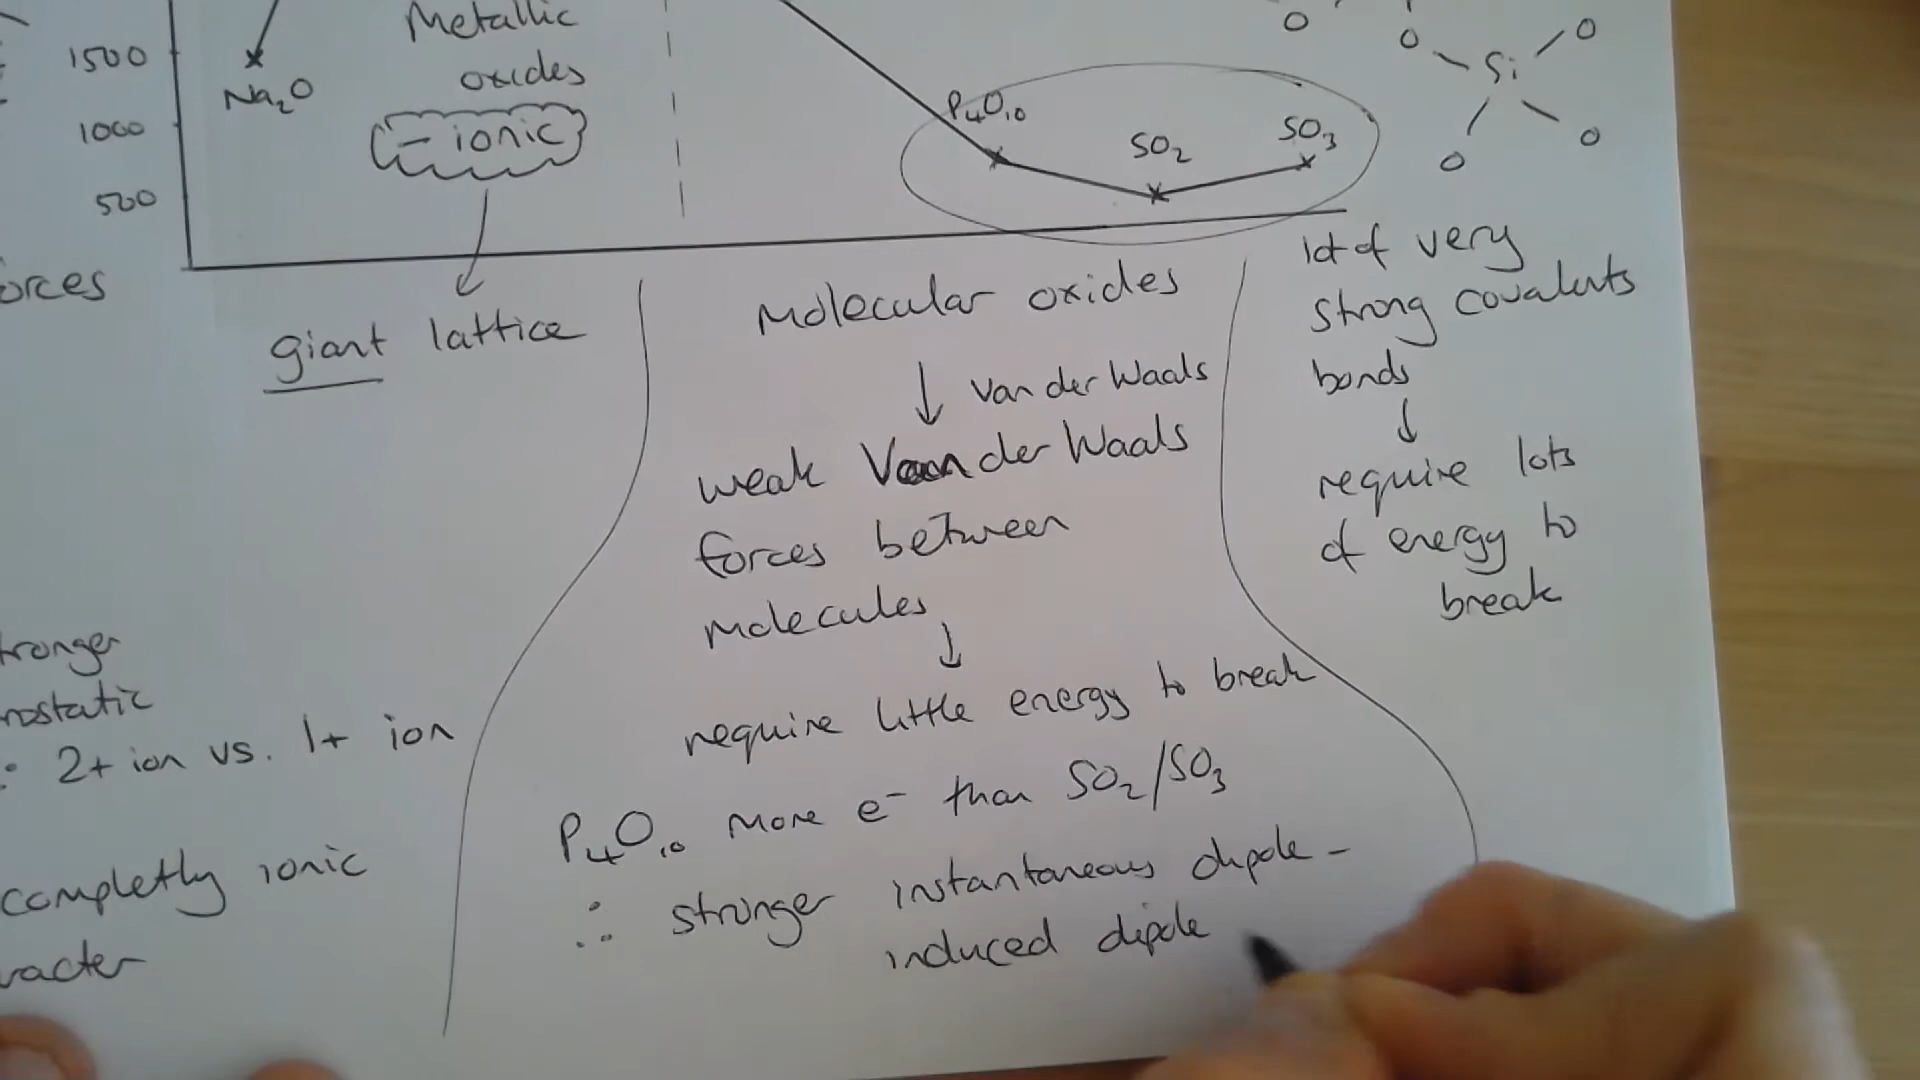 1500
1000
500
Na₂O
Metallic
oxides
- ionic
giant lattice
P₄O₁₀
SO₂
SO₃
O
O
O
Si
O
O
O
Molecular oxides
Van der Waals
weak Van der Waals
forces between
molecules
require little energy to break
P₄O₁₀ more e⁻ than SO₂/SO₃
∴ stronger instantaneous dipole -
induced dipole
lot of very
strong covalents
bonds
require lots
of energy to
break
orces
tronger
rostatic
: 2+ ion vs. 1+ ion
completly ionic
racter